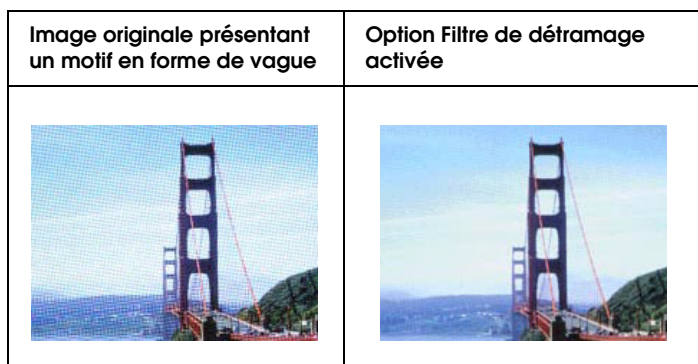 Image originale présentant
un motif en forme de vague
Option Filtre de détramage
activée